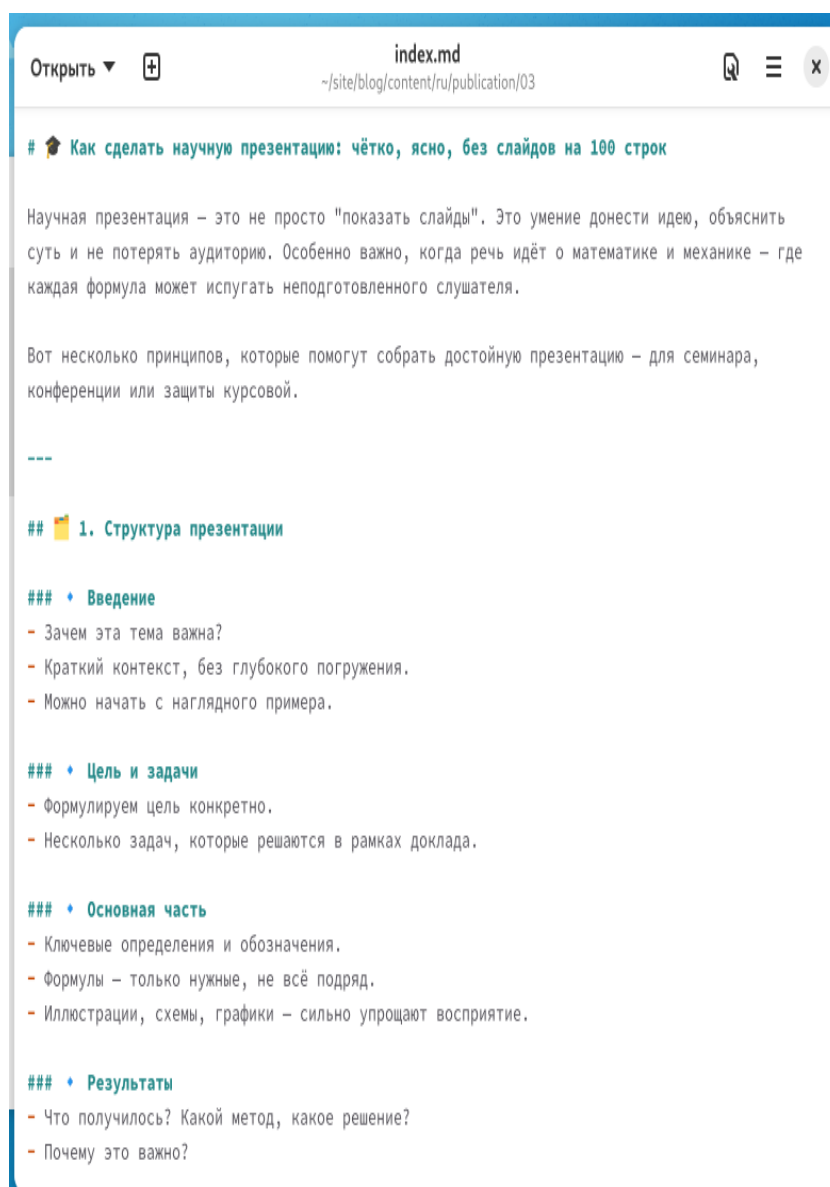 Открыть
index.md
~/site/blog/content/ru/publication/03
# 🎓 Как сделать научную презентацию: чётко, ясно, без слайдов на 100 строк
Научная презентация — это не просто "показать слайды". Это умение донести идею, объяснить
суть и не потерять аудиторию. Особенно важно, когда речь идёт о математике и механике — где
каждая формула может испугать неподготовленного слушателя.
Вот несколько принципов, которые помогут собрать достойную презентацию — для семинара,
конференции или защиты курсовой.
---
## 🗂️ 1. Структура презентации
### 🔹 Введение
- Зачем эта тема важна?
- Краткий контекст, без глубокого погружения.
- Можно начать с наглядного примера.
### 🔹 Цель и задачи
- Формулируем цель конкретно.
- Несколько задач, которые решаются в рамках доклада.
### 🔹 Основная часть
- Ключевые определения и обозначения.
- Формулы — только нужные, не всё подряд.
- Иллюстрации, схемы, графики — сильно упрощают восприятие.
### 🔹 Результаты
- Что получилось? Какой метод, какое решение?
- Почему это важно?